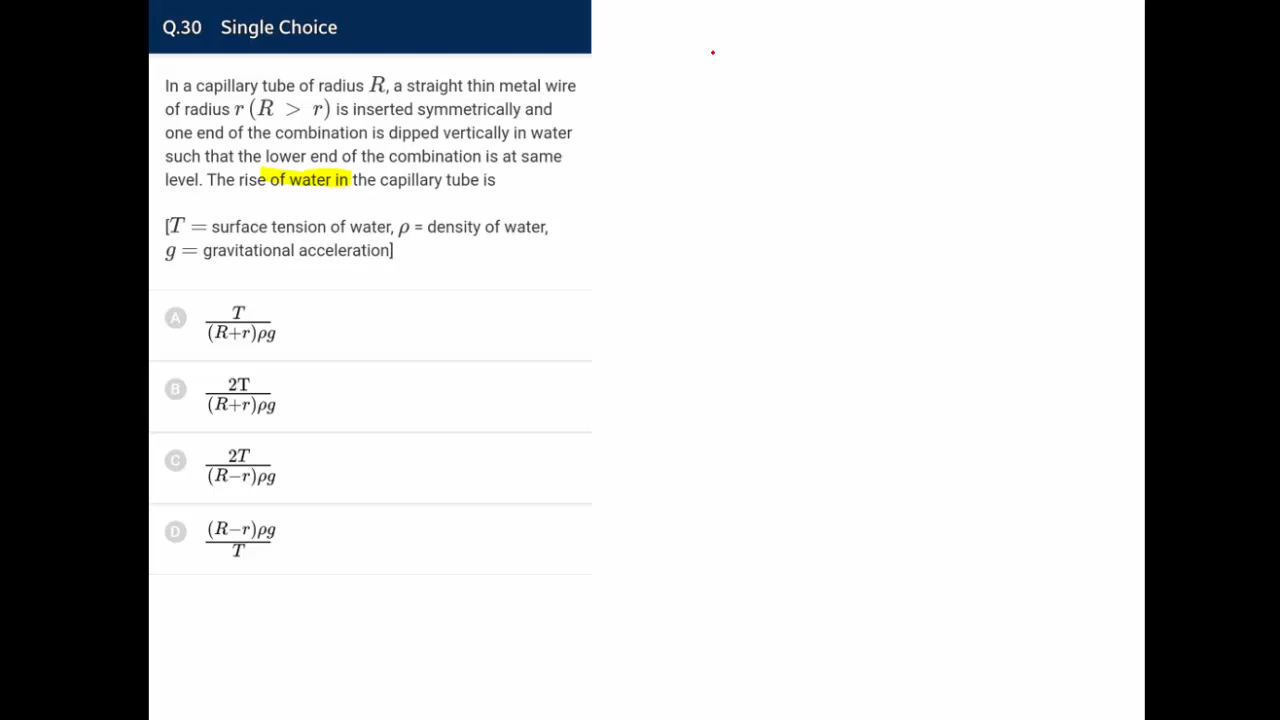 Q.30 Single Choice
In a capillary tube of radius R, a straight thin metal wire
of radius r (R > r) is inserted symmetrically and
one end of the combination is dipped vertically in water
such that the lower end of the combination is at same
level. The rise of water in the capillary tube is
[T = surface tension of water, ρ = density of water,
g = gravitational acceleration]
A T/(R+r)ρg
B 2T/(R+r)ρg
C 2T/(R−r)ρg
D (R−r)ρg/T